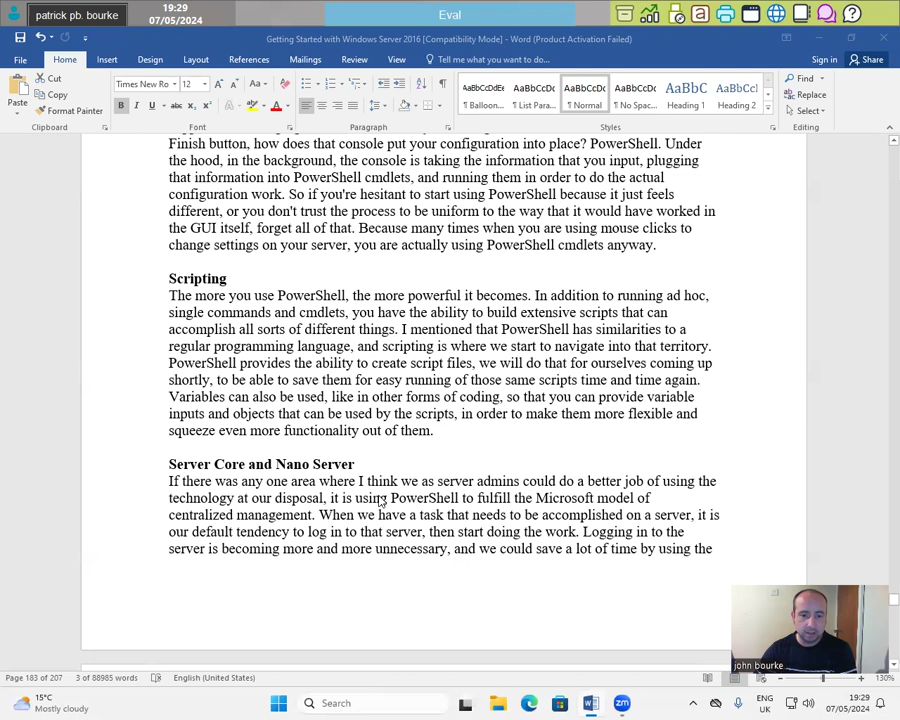 patrick pb. bourke
19:29
07/05/2024
Eval
Getting Started with Windows Server 2016 [Compatibility Mode] - Word (Product Activation Failed)
File
Home
Insert
Design
Layout
References
Mailings
Review
View
Tell me what you want to do...
Sign in
Share
Paste
Cut
Copy
Format Painter
Times New Ro
12
Find
Replace
Select
AaBbCcDdEe
AaBbCcDc
AaBbCcDc
AaBbCcDc
AaBbC
AaBbCcl
¶ Balloon...
¶ List Para...
¶ Normal
¶ No Spac...
Heading 1
Heading 2
Clipboard
Font
Paragraph
Styles
Editing
Finish button, how does that console put your configuration into place? PowerShell. Under
the hood, in the background, the console is taking the information that you input, plugging
that information into PowerShell cmdlets, and running them in order to do the actual
configuration work. So if you're hesitant to start using PowerShell because it just feels
different, or you don't trust the process to be uniform to the way that it would have worked in
the GUI itself, forget all of that. Because many times when you are using mouse clicks to
change settings on your server, you are actually using PowerShell cmdlets anyway.
Scripting
The more you use PowerShell, the more powerful it becomes. In addition to running ad hoc,
single commands and cmdlets, you have the ability to build extensive scripts that can
accomplish all sorts of different things. I mentioned that PowerShell has similarities to a
regular programming language, and scripting is where we start to navigate into that territory.
PowerShell provides the ability to create script files, we will do that for ourselves coming up
shortly, to be able to save them for easy running of those same scripts time and time again.
Variables can also be used, like in other forms of coding, so that you can provide variable
inputs and objects that can be used by the scripts, in order to make them more flexible and
squeeze even more functionality out of them.
Server Core and Nano Server
If there was any one area where I think we as server admins could do a better job of using the
technology at our disposal, it is using PowerShell to fulfill the Microsoft model of
centralized management. When we have a task that needs to be accomplished on a server, it is
our default tendency to log in to that server, then start doing the work. Logging in to the
server is becoming more and more unnecessary, and we could save a lot of time by using the
john bourke
Page 183 of 207
3 of 88985 words
English (United States)
130%
15°C
Mostly cloudy
Search
ENG
UK
19:29
07/05/2024